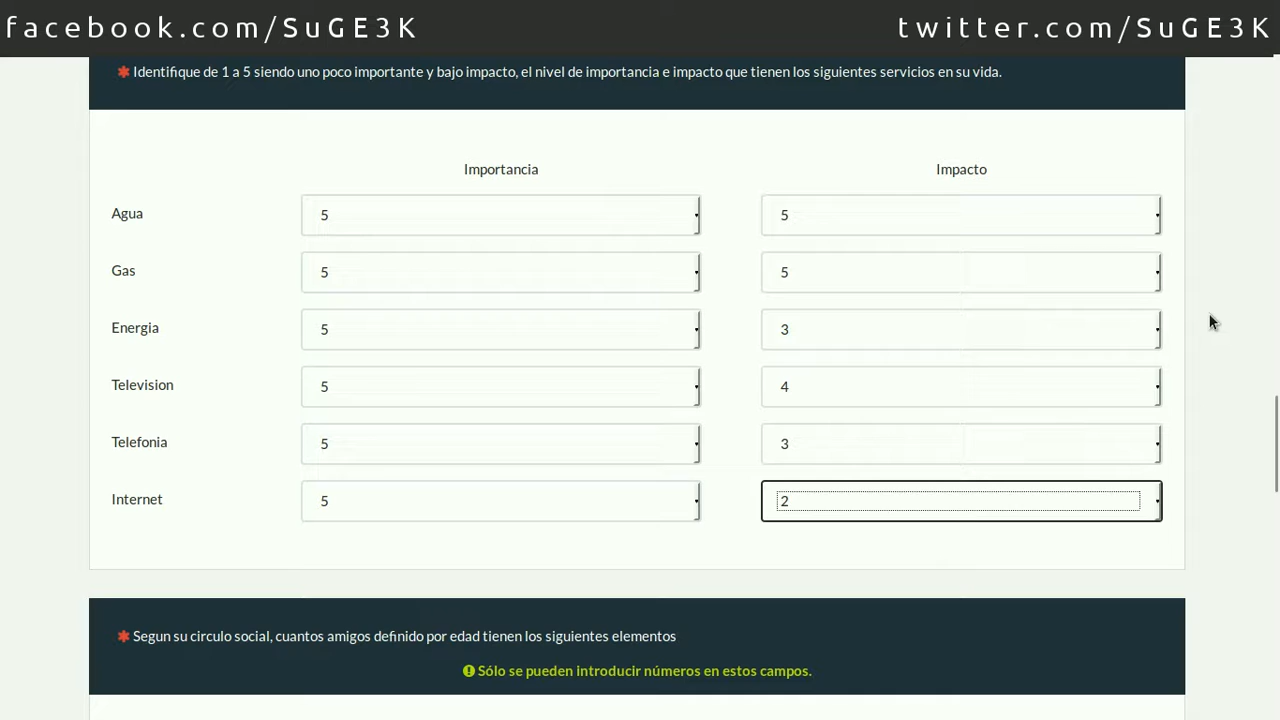 facebook.com/SuGE3K twitter.com/SuGE3K
✱ Identifique de 1 a 5 siendo uno poco importante y bajo impacto, el nivel de importancia e impacto que tienen los siguientes servicios en su vida.
Importancia Impacto
Agua 5 5
Gas 5 5
Energia 5 3
Television 5 4
Telefonia 5 3
Internet 5 2
✱ Segun su circulo social, cuantos amigos definido por edad tienen los siguientes elementos
Sólo se pueden introducir números en estos campos.